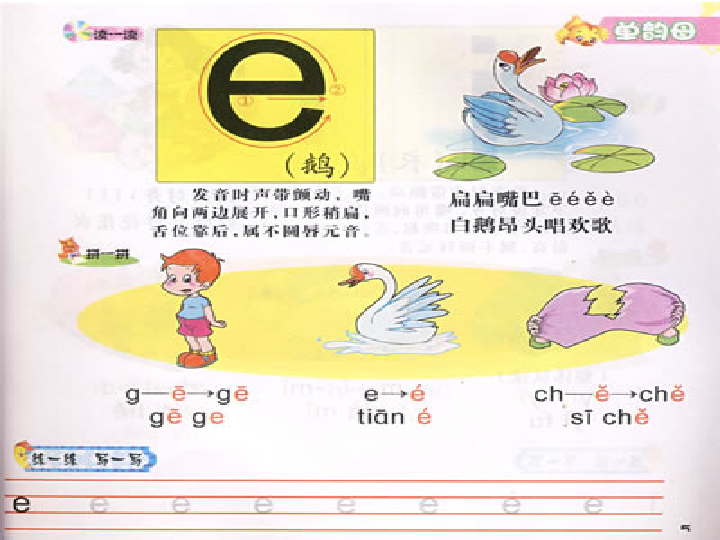 读一读
单韵母
e
① ②
(鹅)
发音时声带颤动，嘴
角向两边展开，口形稍扁，
舌位靠后，属不圆唇元音。
扁扁嘴巴 ē é ě è
白鹅昂头唱欢歌
拼一拼
g—ē→gē
gē ge
e→é
tiān é
ch—ě→chě
sī chě
练一练 写一写
e e e e e e e e
5